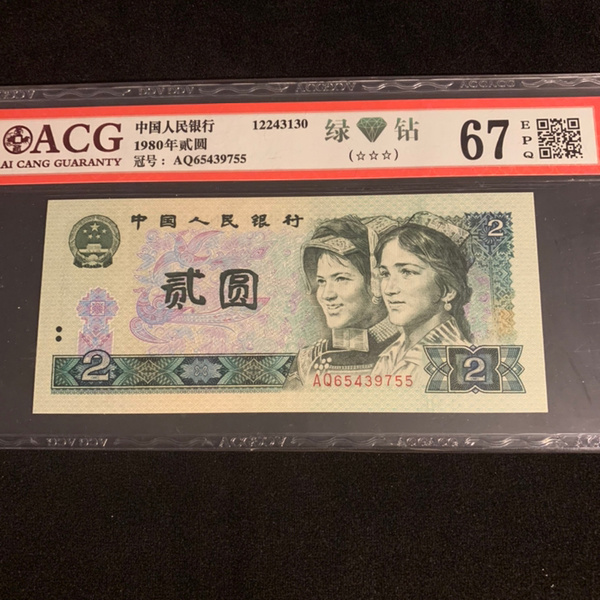 ACG
AI CANG GUARANTY
中国人民银行 12243130
1980年贰圆
冠号：AQ65439755
绿 钻
(☆☆☆)
67 EPQ
中国人民银行
贰圆
2
2
AQ65439755
2